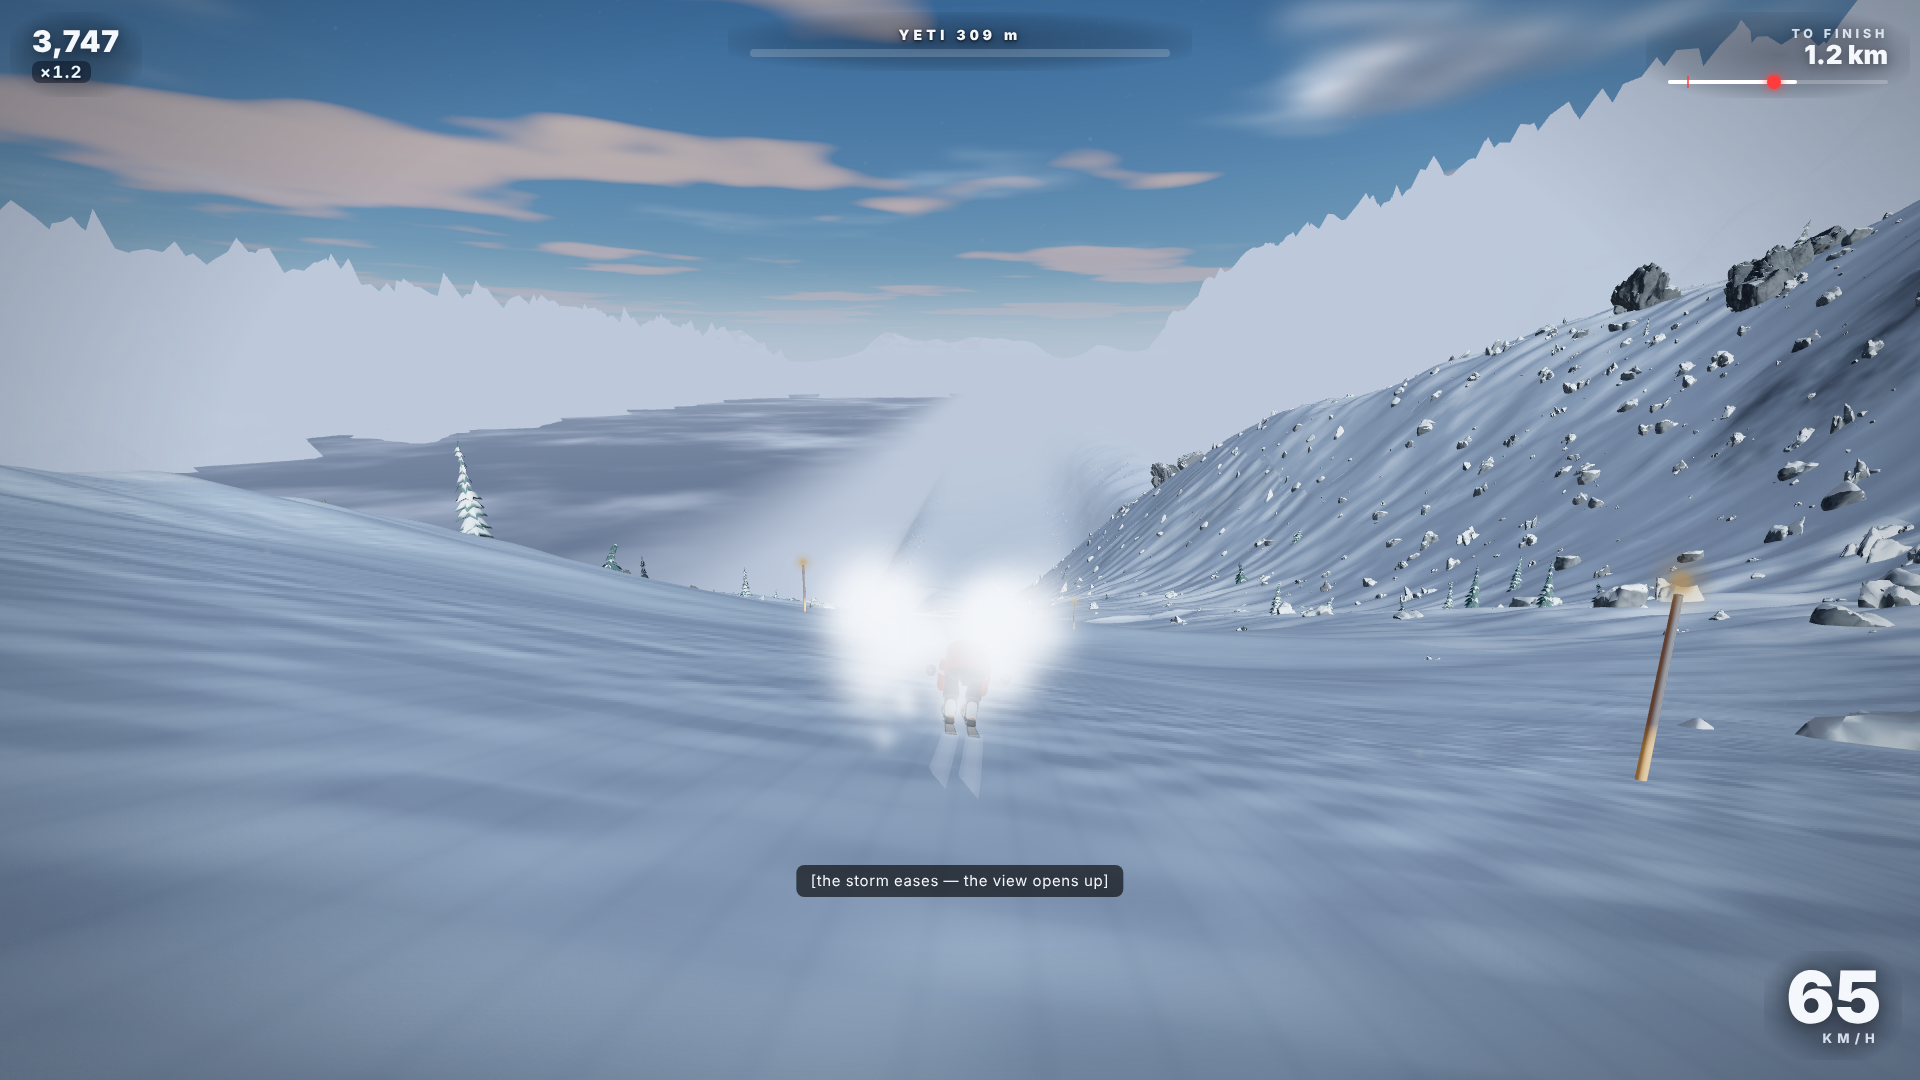 3,747
×1.2
YETI 309 m
TO FINISH
1.2 km
[the storm eases — the view opens up]
65
KM/H